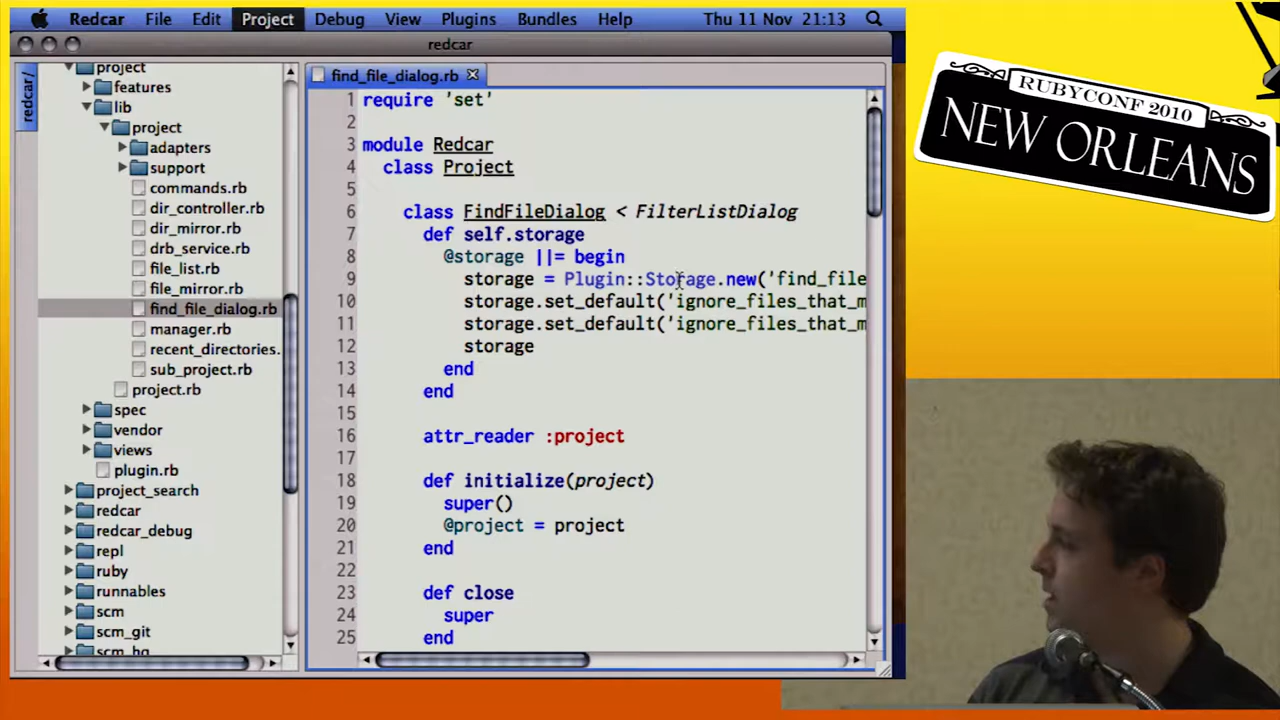 Redcar File Edit Project Debug View Plugins Bundles Help Thu 11 Nov 21:13
redcar
redcar/
project
features
lib
project
adapters
support
commands.rb
dir_controller.rb
dir_mirror.rb
drb_service.rb
file_list.rb
file_mirror.rb
find_file_dialog.rb
manager.rb
recent_directories.
sub_project.rb
project.rb
spec
vendor
views
plugin.rb
project_search
redcar
redcar_debug
repl
ruby
runnables
scm
scm_git
scm_hg
find_file_dialog.rb
1 require 'set'
2
3 module Redcar
4 class Project
5
6 class FindFileDialog < FilterListDialog
7 def self.storage
8 @storage ||= begin
9 storage = Plugin::Storage.new('find_file
10 storage.set_default('ignore_files_that_m
11 storage.set_default('ignore_files_that_m
12 storage
13 end
14 end
15
16 attr_reader :project
17
18 def initialize(project)
19 super()
20 @project = project
21 end
22
23 def close
24 super
25 end
RUBYCONF 2010
NEW ORLEANS